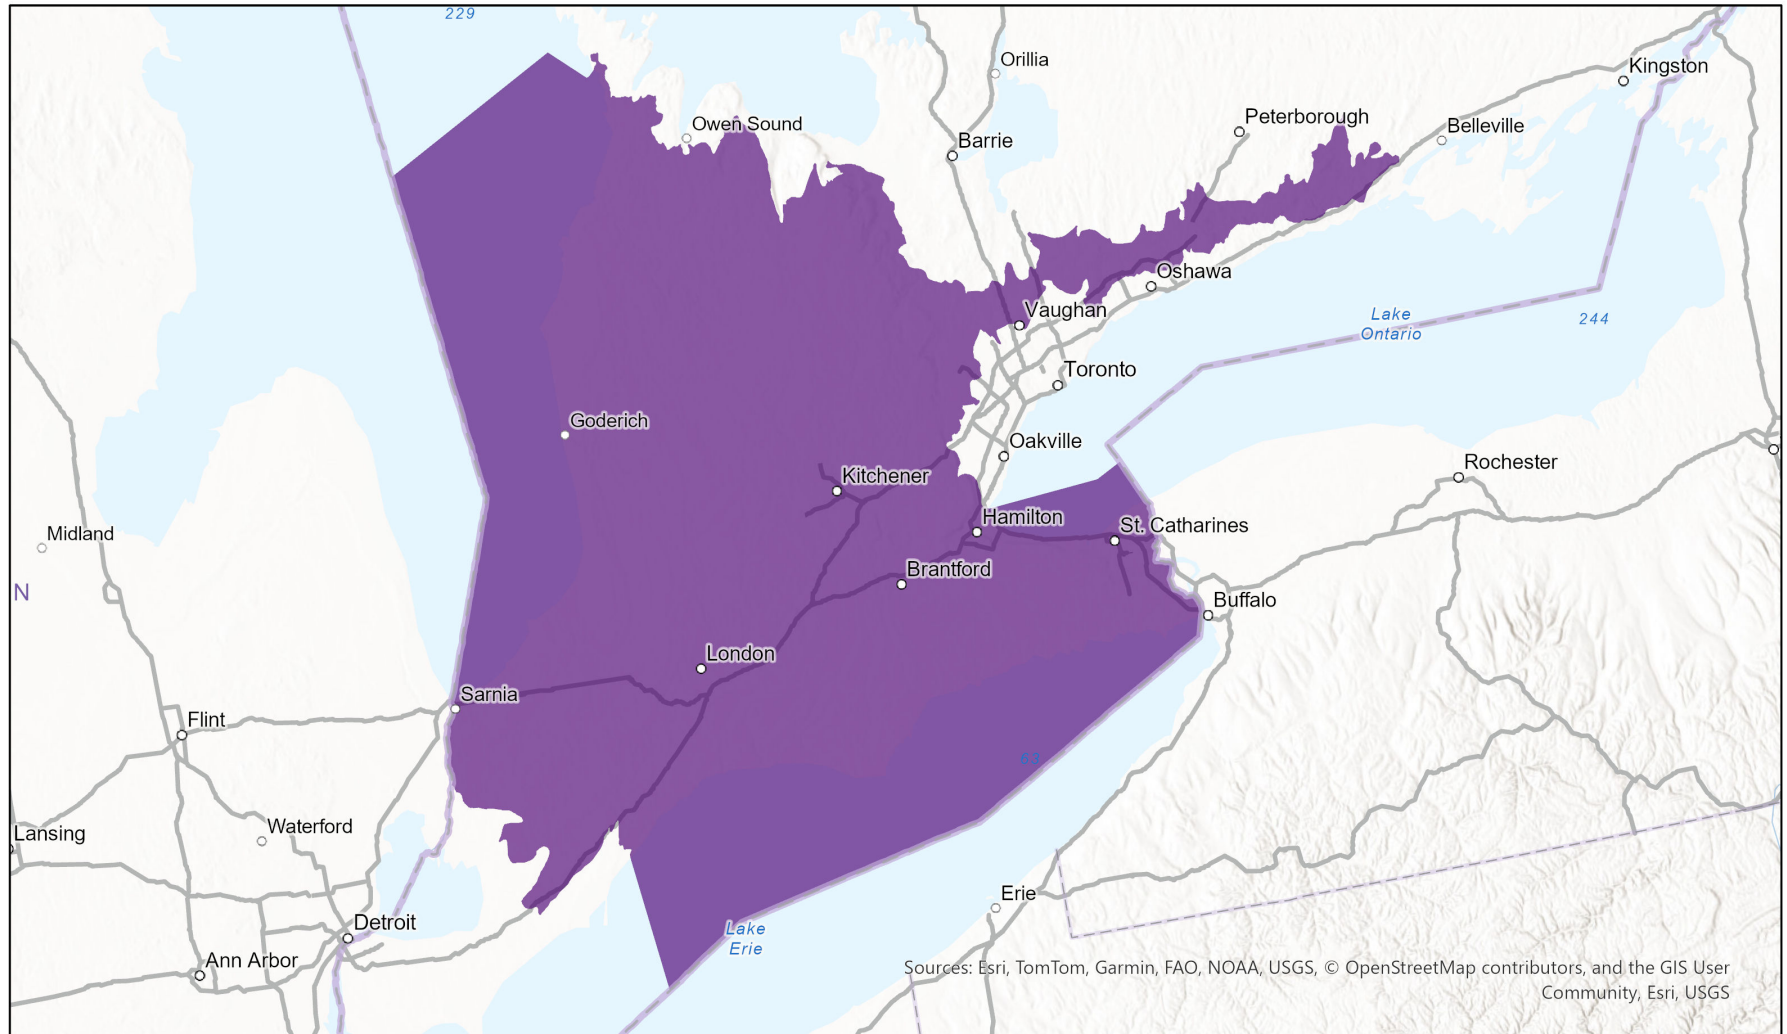 229
Orillia
Kingston
Owen Sound
Peterborough
Belleville
Barrie
Oshawa
Vaughan
Lake
Ontario
244
Toronto
Goderich
Oakville
Kitchener
Rochester
Hamilton
St. Catharines
Midland
Brantford
N
Buffalo
London
Sarnia
Flint
63
Waterford
Lansing
Erie
Detroit
Lake
Erie
Ann Arbor
Sources: Esri, TomTom, Garmin, FAO, NOAA, USGS, © OpenStreetMap contributors, and the GIS User
Community, Esri, USGS